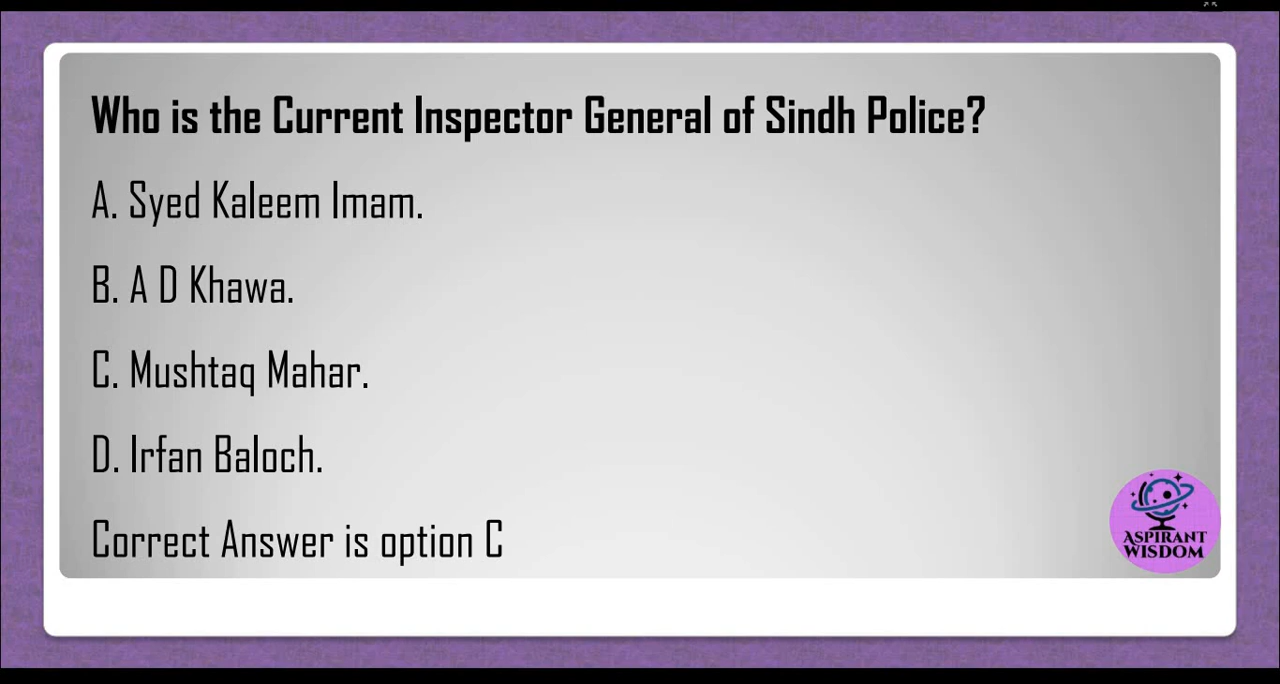 Who is the Current Inspector General of Sindh Police?
A. Syed Kaleem Imam.
B. A D Khawa.
C. Mushtaq Mahar.
D. Irfan Baloch.
Correct Answer is option C
ASPIRANT
WISDOM